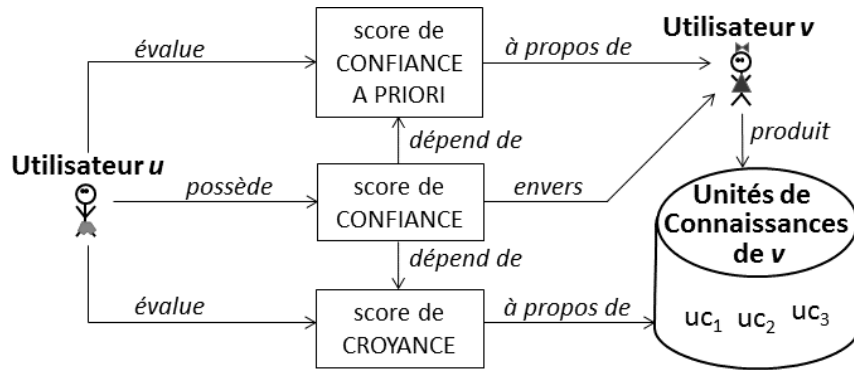 score de
CONFIANCE
A PRIORI
évalue
à propos de
Utilisateur v
dépend de
produit
Utilisateur u
possède
score de
CONFIANCE
envers
Unités de
Connaissances
de v
dépend de
évalue
score de
CROYANCE
à propos de
uc₁ uc₂ uc₃